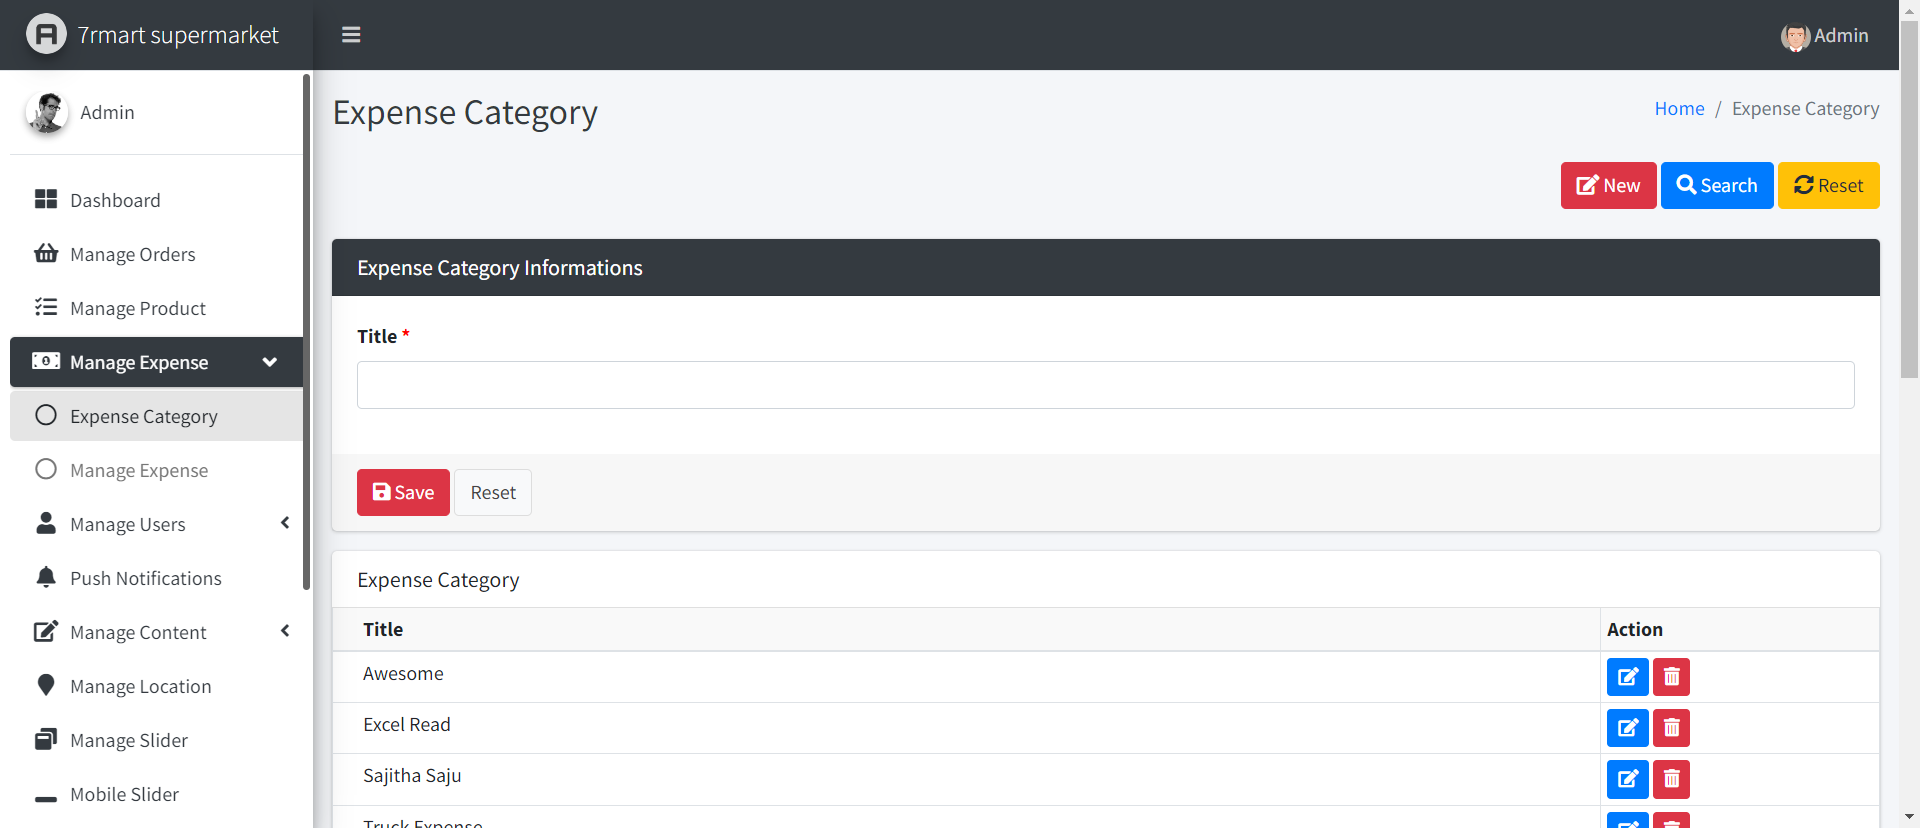 7rmart supermarket
Admin
Admin
Dashboard
Manage Orders
Manage Product
Manage Expense
Expense Category
Manage Expense
Manage Users
Push Notifications
Manage Content
Manage Location
Manage Slider
Mobile Slider
Expense Category
Home / Expense Category
New Search Reset
Expense Category Informations
Title *
Save Reset
Expense Category
Title Action
Awesome
Excel Read
Sajitha Saju
Truck Expense